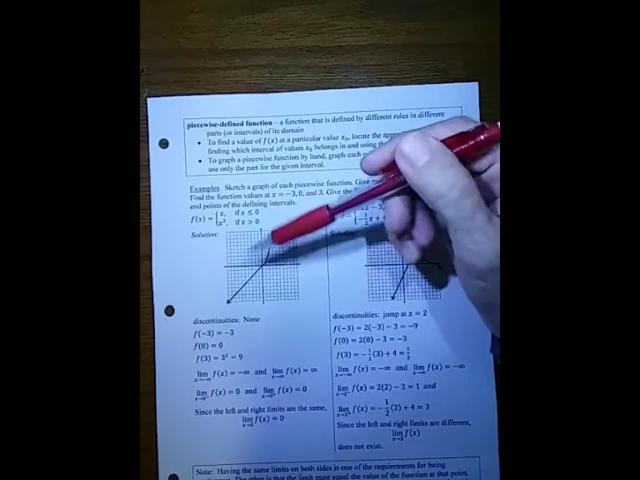 piecewise-defined function – a function that is defined by different rules in different
parts (or intervals) of its domain
• To find a value of f(x) at a particular value x₀, locate the
finding which interval of values x₀ belongs in and using the
• To graph a piecewise function by hand, graph each
use only the part for the given interval.
Examples Sketch a graph of each piecewise function. Give
Find the function values at x = −3, 0, and 3. Give the
end points of the defining intervals.
f(x) = { x, if x ≤ 0
x², if x > 0
− 3,
−½x + 4
Solution:
discontinuities: None
f(−3) = −3
f(0) = 0
f(3) = 3² = 9
lim x→−∞ f(x) = −∞ and lim x→∞ f(x) = ∞
lim x→0⁻ f(x) = 0 and lim x→0⁺ f(x) = 0
Since the left and right limits are the same,
lim x→0 f(x) = 0
discontinuities: jump at x = 2
f(−3) = 2(−3) − 3 = −9
f(0) = 2(0) − 3 = −3
f(3) = −½(3) + 4 = 
lim x→−∞ f(x) = −∞ and lim x→∞ f(x) = −∞
lim x→2⁻ f(x) = 2(2) − 3 = 1 and
lim x→2⁺ f(x) = −½(2) + 4 = 3
Since the left and right limits are different,
lim x→2 f(x)
does not exist.
Note: Having the same limits on both sides is one of the requirements for being
The other is that the limit must equal the value of the function at that point.